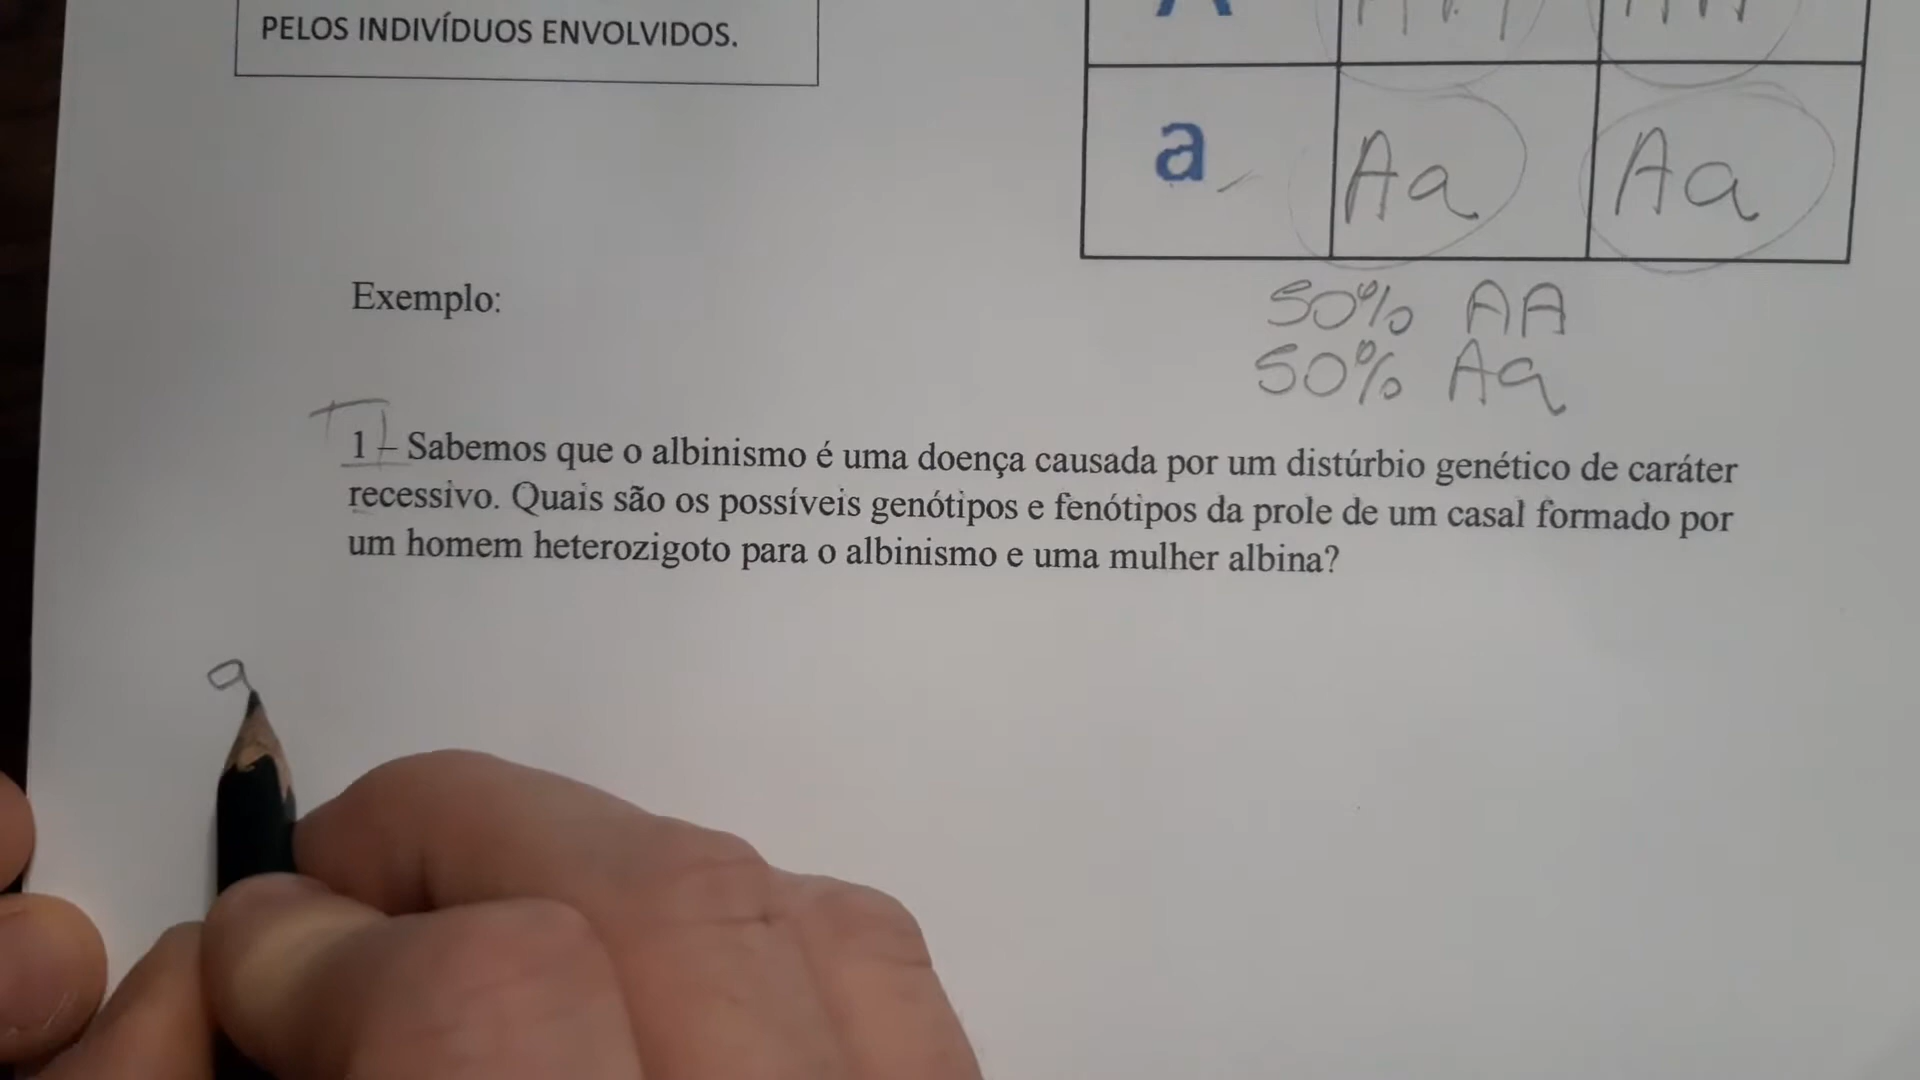 PELOS INDIVÍDUOS ENVOLVIDOS.
a Aa Aa
Exemplo:
50% AA
50% Aa
1 – Sabemos que o albinismo é uma doença causada por um distúrbio genético de caráter
recessivo. Quais são os possíveis genótipos e fenótipos da prole de um casal formado por
um homem heterozigoto para o albinismo e uma mulher albina?
a